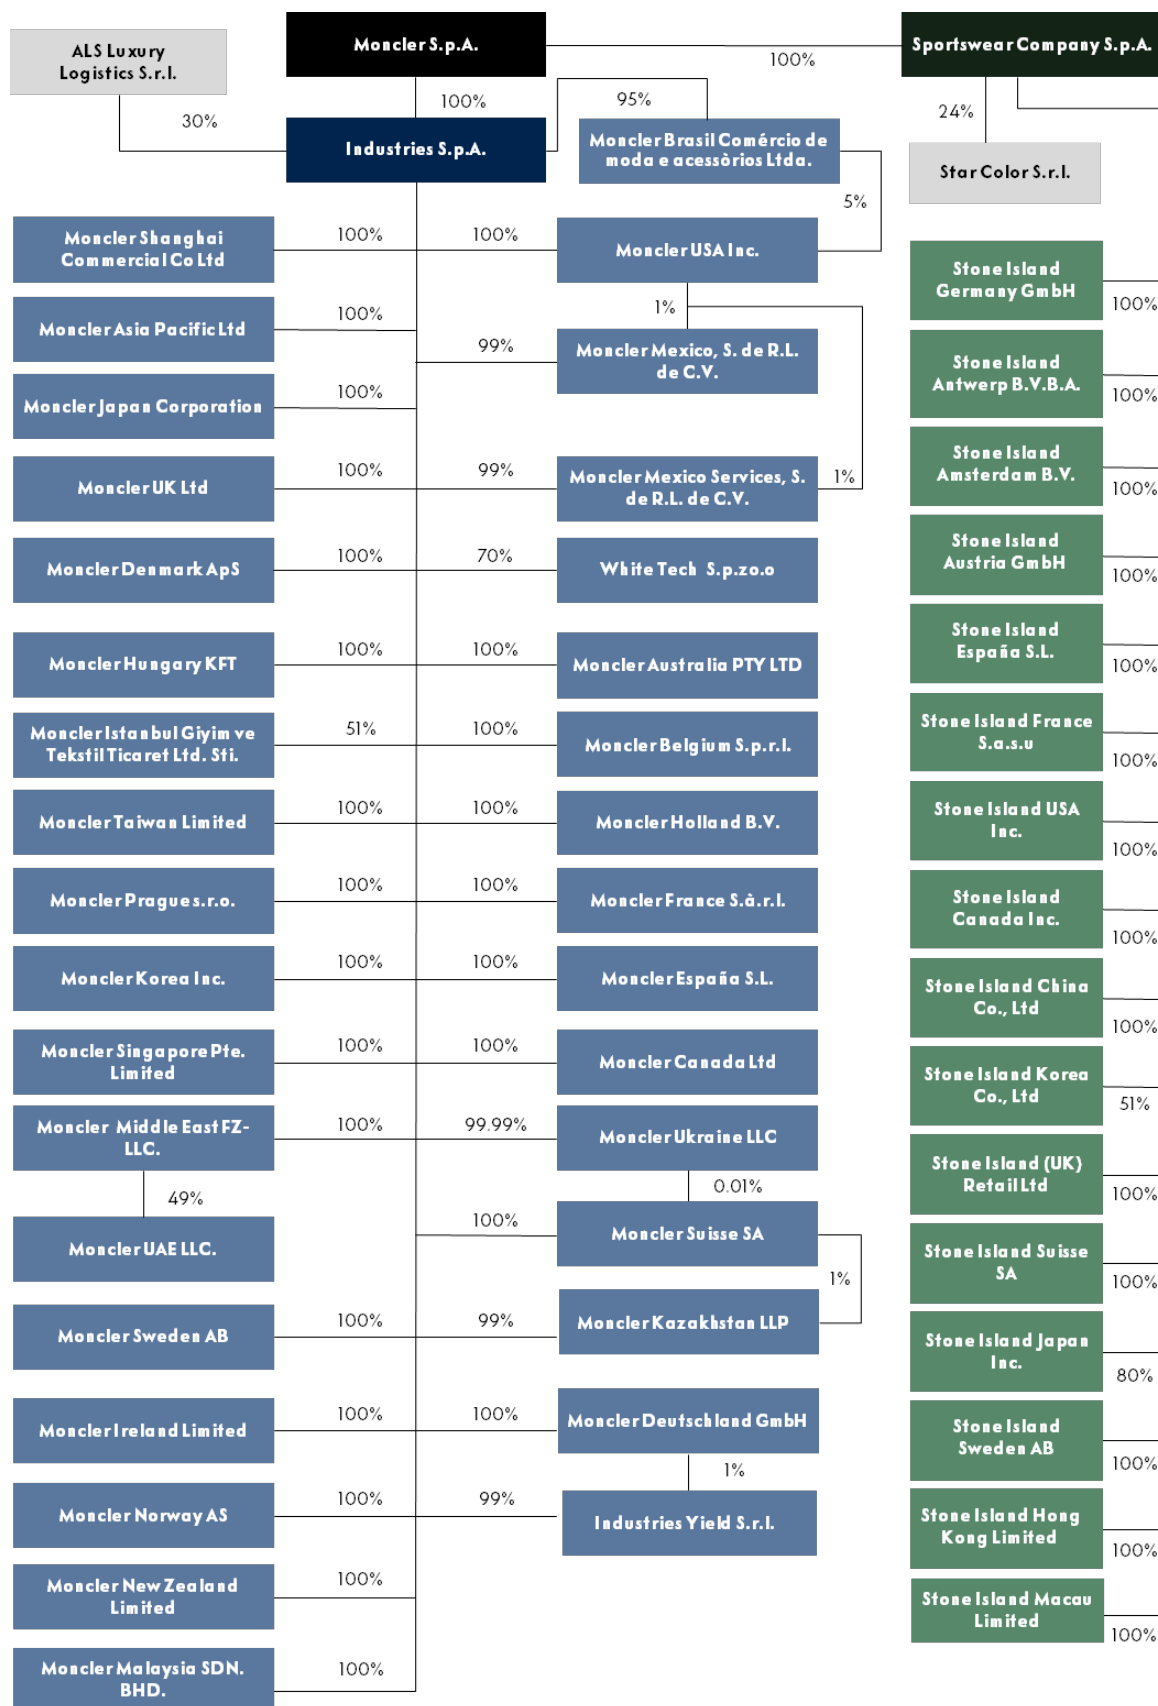 ALS Luxury
Logistics S.r.l.
Moncler S.p.A.
Sportswear Company S.p.A.
100%
100%
95%
24%
30%
Industries S.p.A.
Moncler Brasil Comércio de
moda e acessòrios Ltda.
Star Color S.r.l.
5%
Moncler Shanghai
Commercial Co Ltd
100%
100%
Moncler USA Inc.
Stone Island
Germany GmbH
100%
Moncler Asia Pacific Ltd
100%
1%
99%
Moncler Mexico, S. de R.L.
de C.V.
Stone Island
Antwerp B.V.B.A.
100%
Moncler Japan Corporation
100%
Moncler UK Ltd
100%
99%
Moncler Mexico Services, S.
de R.L. de C.V.
1%
Stone Island
Amsterdam B.V.
100%
Moncler Denmark ApS
100%
70%
White Tech S.p.zo.o
Stone Island
Austria GmbH
100%
Moncler Hungary KFT
100%
100%
Moncler Australia PTY LTD
Stone Island
España S.L.
100%
Moncler Istanbul Giyim ve
Tekstil Ticaret Ltd. Sti.
51%
100%
Moncler Belgium S.p.r.l.
Stone Island France
S.a.s.u
100%
Moncler Taiwan Limited
100%
100%
Moncler Holland B.V.
Stone Island USA
Inc.
100%
Moncler Prague s.r.o.
100%
100%
Moncler France S.à.r.l.
Stone Island
Canada Inc.
100%
Moncler Korea Inc.
100%
100%
Moncler España S.L.
Stone Island China
Co., Ltd
100%
Moncler Singapore Pte.
Limited
100%
100%
Moncler Canada Ltd
Stone Island Korea
Co., Ltd
51%
Moncler Middle East FZ-
LLC.
100%
99.99%
Moncler Ukraine LLC
Stone Island (UK)
Retail Ltd
100%
49%
0.01%
Moncler UAE LLC.
100%
Moncler Suisse SA
1%
Stone Island Suisse
SA
100%
Moncler Sweden AB
100%
99%
Moncler Kazakhstan LLP
Stone Island Japan
Inc.
80%
Moncler Ireland Limited
100%
100%
Moncler Deutschland GmbH
Stone Island
Sweden AB
100%
1%
Moncler Norway AS
100%
99%
Industries Yield S.r.l.
Stone Island Hong
Kong Limited
100%
Moncler New Zealand
Limited
100%
Stone Island Macau
Limited
100%
Moncler Malaysia SDN.
BHD.
100%